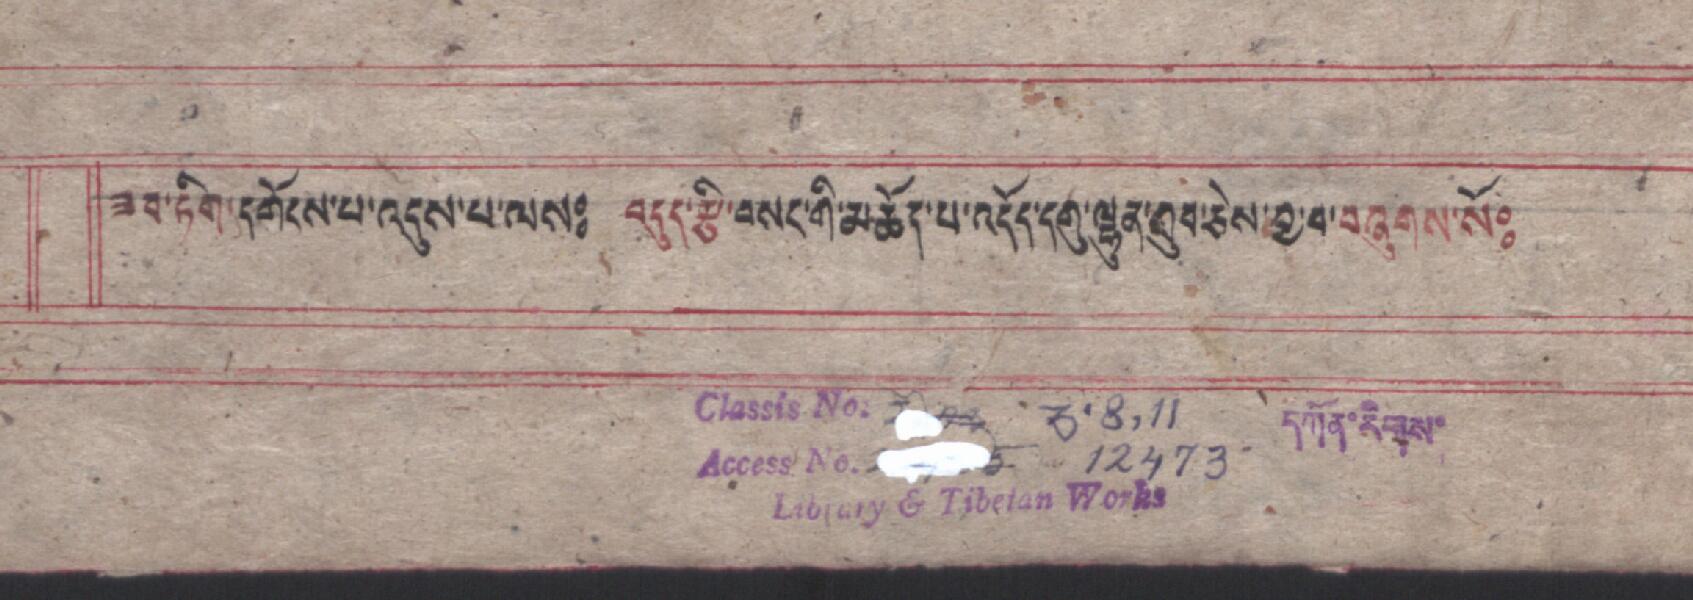 ཟབ་ཏིག་དགོངས་པ་འདུས་པ་ལས༔ བདུད་རྩི་བསང་གི་མཆོད་པ་འདོད་དགུ་ལྷུན་གྲུབ་ཅེས་བྱ་བ་བཞུགས་སོ༔
Classis No: ཅ་8,11 དཀོན་རིགས་
Access No. 12473
Library & Tibetan Works